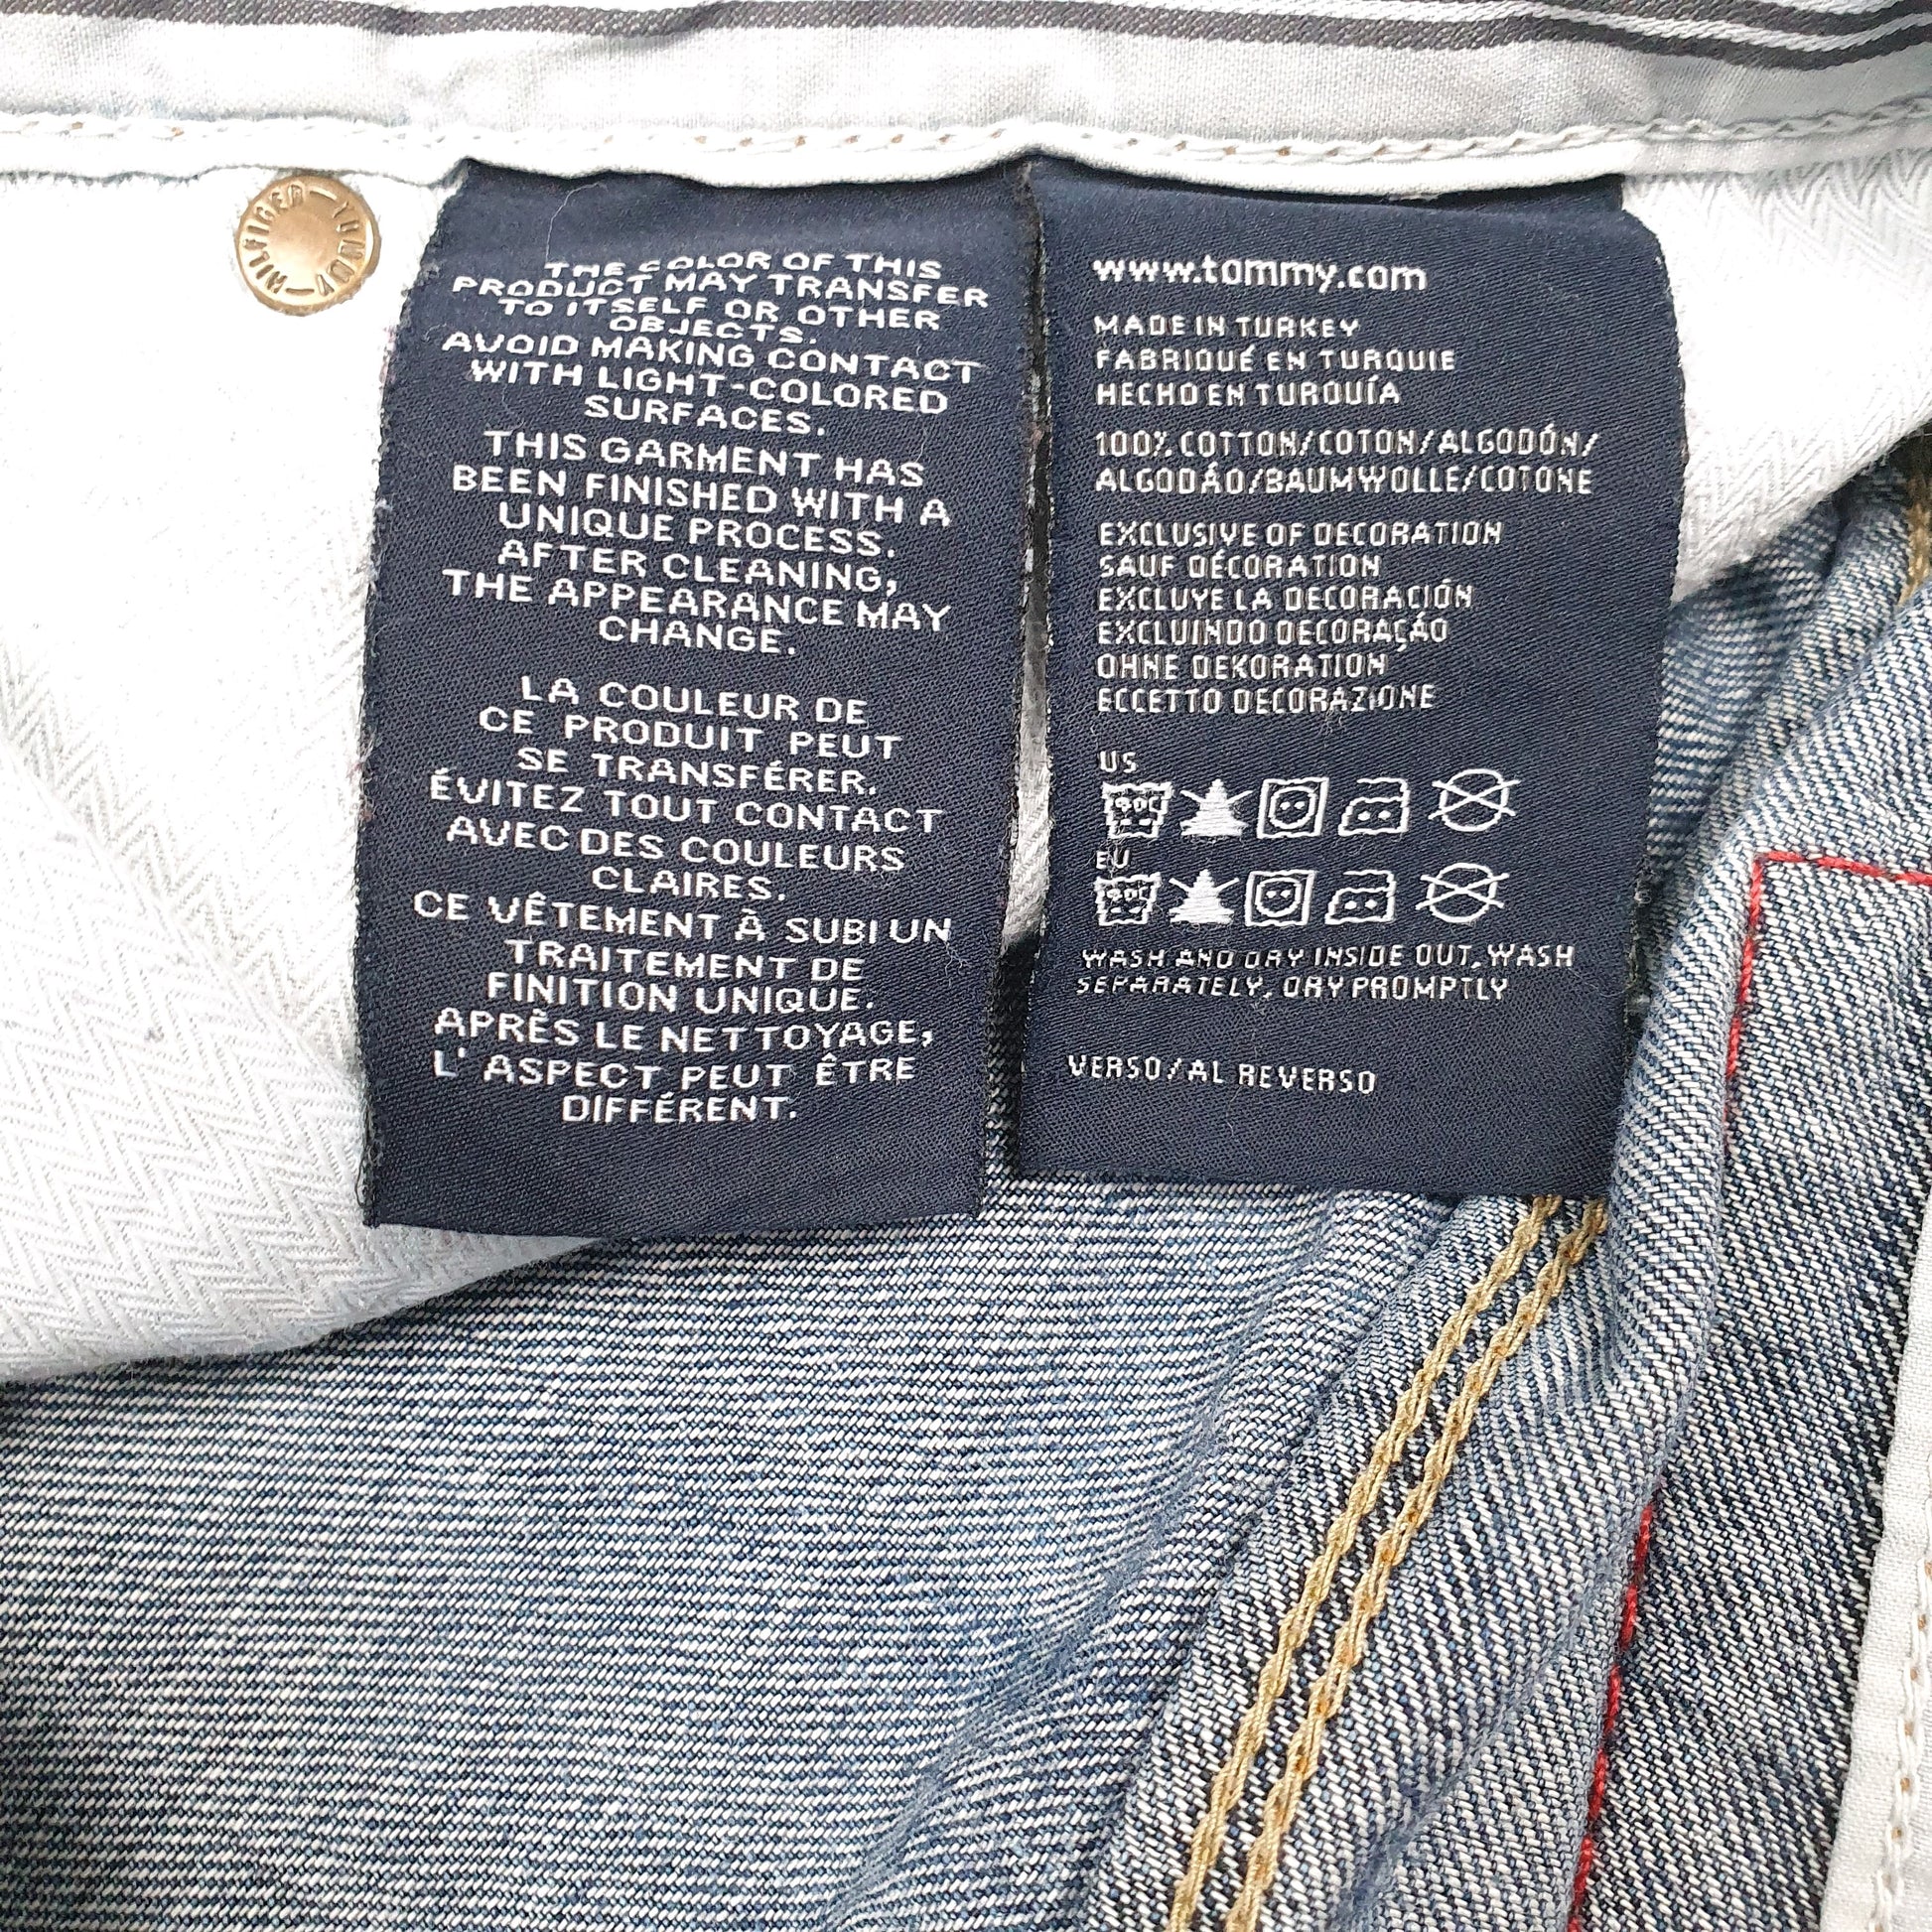 TOMMY HILFIGER
THE COLOR OF THIS
PRODUCT MAY TRANSFER
TO ITSELF OR OTHER
OBJECTS.
AVOID MAKING CONTACT
WITH LIGHT-COLORED
SURFACES.
THIS GARMENT HAS
BEEN FINISHED WITH A
UNIQUE PROCESS.
AFTER CLEANING,
THE APPEARANCE MAY
CHANGE.
LA COULEUR DE
CE PRODUIT PEUT
SE TRANSFÉRER.
ÉVITEZ TOUT CONTACT
AVEC DES COULEURS
CLAIRES.
CE VÊTEMENT À SUBI UN
TRAITEMENT DE
FINITION UNIQUE.
APRÊS LE NETTOYAGE,
L'ASPECT PEUT ÊTRE
DIFFÉRENT.
www.tommy.com
MADE IN TURKEY
FABRIQUÉ EN TURQUIE
HECHO EN TURQUÍA
100% COTTON/COTON/ALGODÓN/
ALGODÃO/BAUMWOLLE/COTONE
EXCLUSIVE OF DECORATION
SAUF DÉCORATION
EXCLUYE LA DECORACIÓN
EXCLUINDO DECORAÇÃO
OHNE DEKORATION
ECCETTO DECORAZIONE
US
EU
WASH AND DRY INSIDE OUT, WASH
SEPARATELY, DRY PROMPTLY
VERSO/AL REVERSO